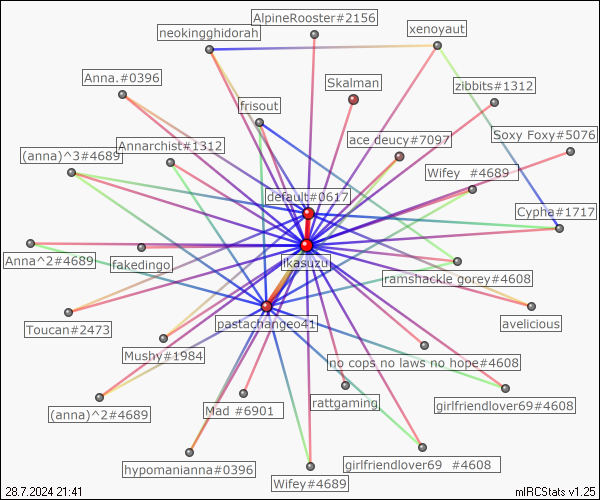 AlpineRooster#2156
neokingghidorah
xenoyaut
Anna.#0396
Skalman
zibbits#1312
frisout
Soxy Foxy#5076
Annarchist#1312
ace deucy#7097
(anna)^3#4689
Wifey #4689
default#0617
Cypha#1717
Anna^2#4689
fakedingo
jikasuzu
ramshackle gorey#4608
Toucan#2473
pastachangeo41
avelicious
Mushy#1984
no cops no laws no hope#4608
(anna)^2#4689
Mad #6901
irattgaming
girlfriendlover69#4608
hypomanianna#0396
girlfriendlover69 #4608
Wifey#4689
28.7.2024 21:41
mIRCStats v1.25